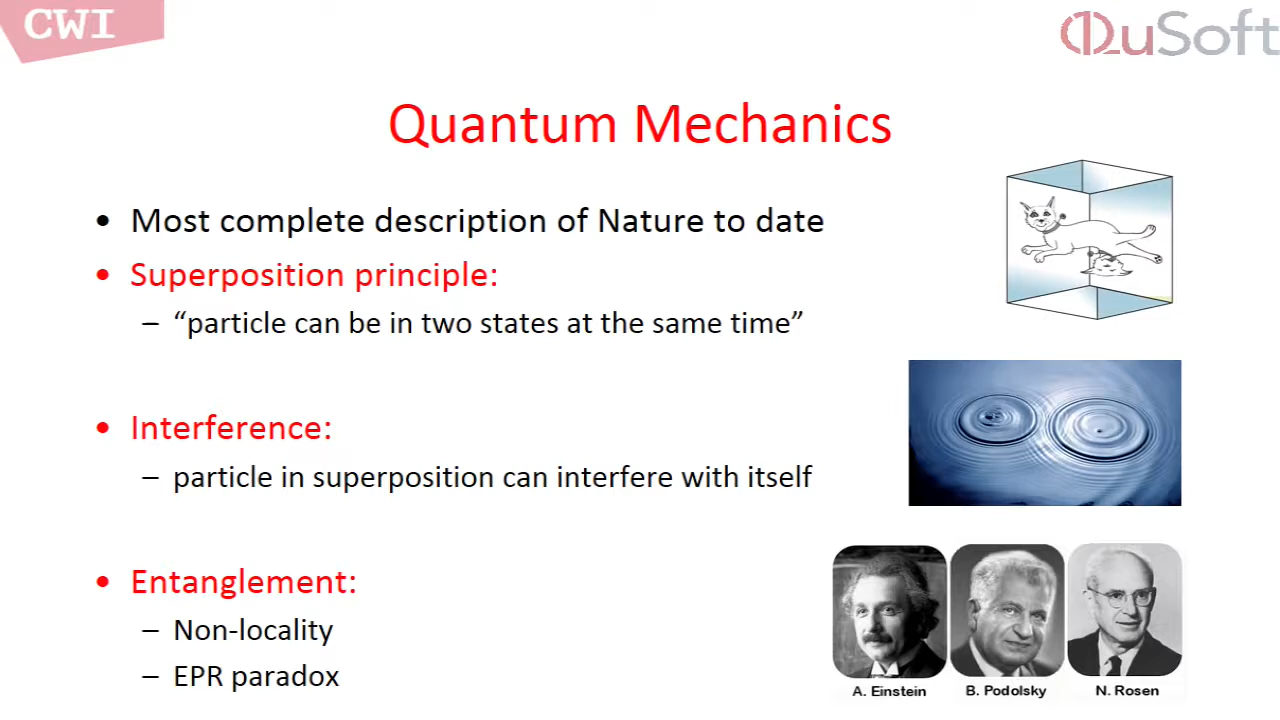 CWI
QuSoft
Quantum Mechanics
• Most complete description of Nature to date
• Superposition principle:
– “particle can be in two states at the same time”
• Interference:
– particle in superposition can interfere with itself
• Entanglement:
– Non-locality
– EPR paradox
A. Einstein B. Podolsky N. Rosen